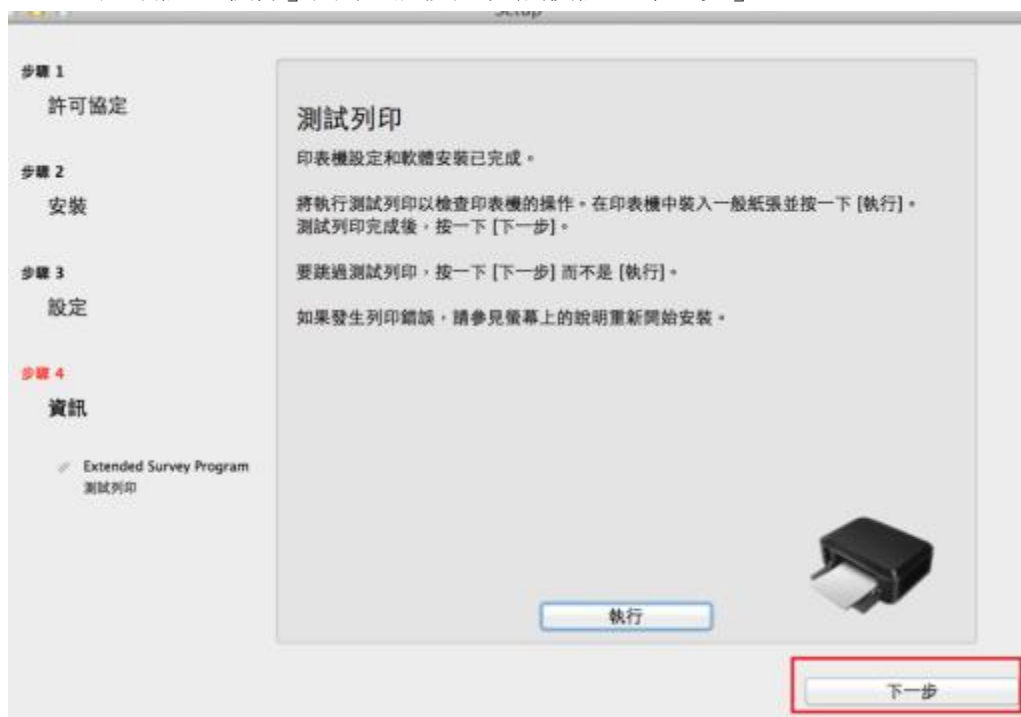 Setup
步驟 1
許可協定
步驟 2
安裝
步驟 3
設定
步驟 4
資訊
Extended Survey Program
測試列印
測試列印
印表機設定和軟體安裝已完成。
將執行測試列印以檢查印表機的操作。在印表機中裝入一般紙張並按一下 [執行]。
測試列印完成後，按一下 [下一步]。
要跳過測試列印，按一下 [下一步] 而不是 [執行]。
如果發生列印錯誤，請參見螢幕上的說明重新開始安裝。
執行
下一步